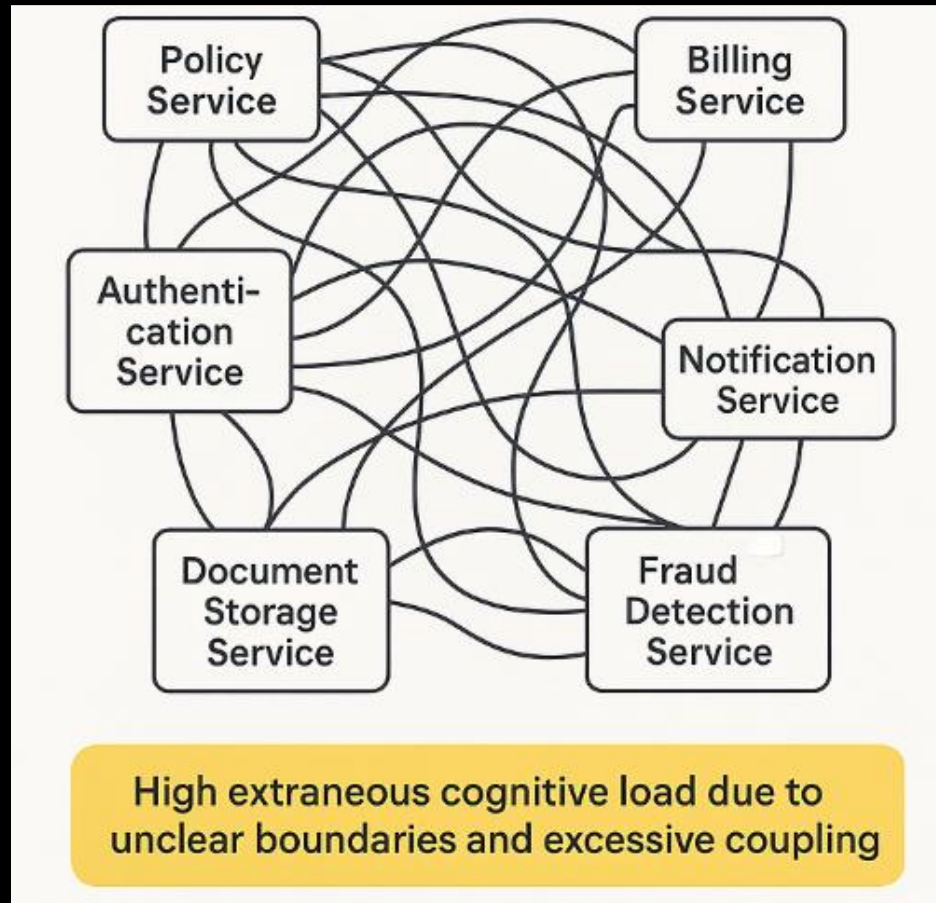 Policy
Service
Billing
Service
Authenti-
cation
Service
Notification
Service
Document
Storage
Service
Fraud
Detection
Service
High extraneous cognitive load due to
unclear boundaries and excessive coupling